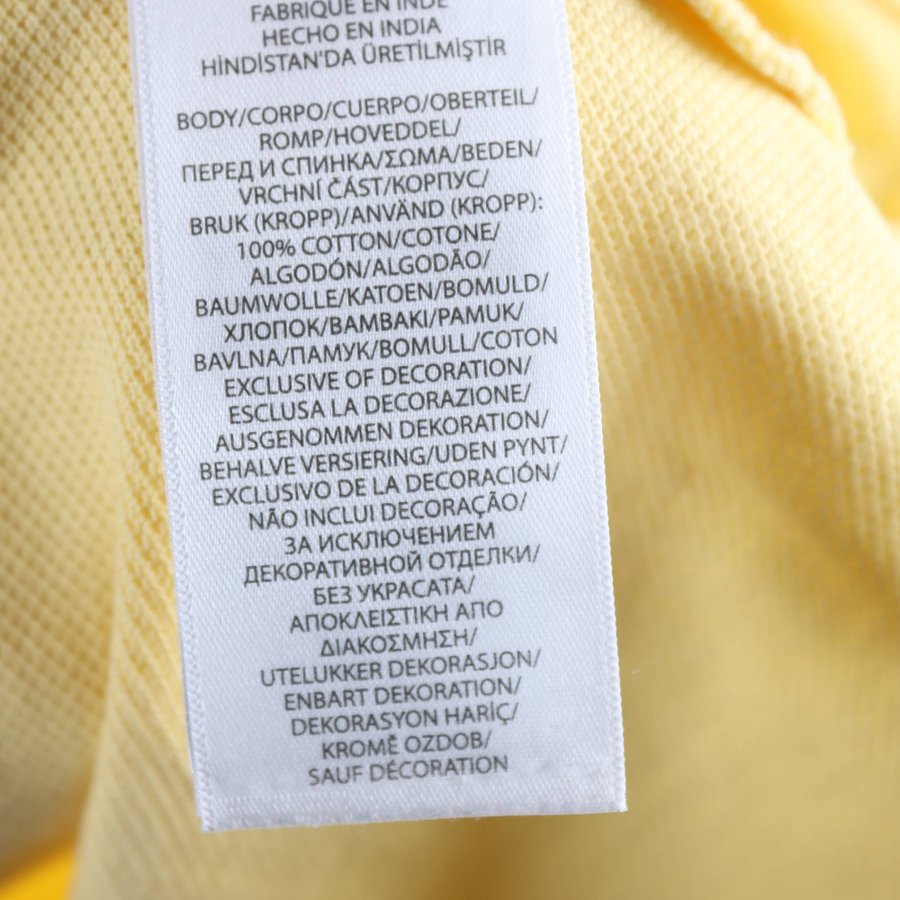 FABRIQUÉ EN INDE
HECHO EN INDIA
HİNDİSTAN'DA ÜRETİLMİŞTİR
BODY/CORPO/CUERPO/OBERTEIL/
ROMP/HOVEDDEL/
ПЕРЕД И СПИНКА/ΣΩΜΑ/BEDEN/
VRCHNÍ ČÁST/КОРПУС/
BRUK (KROPP)/ANVÄND (KROPP):
100% COTTON/COTONE/
ALGODÓN/ALGODÃO/
BAUMWOLLE/KATOEN/BOMULD/
ХЛОПОК/ΒΑΜΒΑΚΙ/PAMUK/
BAVLNA/ПАМУК/BOMULL/COTON
EXCLUSIVE OF DECORATION/
ESCLUSA LA DECORAZIONE/
AUSGENOMMEN DEKORATION/
BEHALVE VERSIERING/UDEN PYNT/
EXCLUSIVO DE LA DECORACIÓN/
NÃO INCLUI DECORAÇÃO/
ЗА ИСКЛЮЧЕНИЕМ
ДЕКОРАТИВНОЙ ОТДЕЛКИ/
БЕЗ УКРАСАТА/
ΑΠΟΚΛΕΙΣΤΙΚΗ ΑΠΟ
ΔΙΑΚΟΣΜΗΣΗ/
UTELUKKER DEKORASJON/
ENBART DEKORATION/
DEKORASYON HARİÇ/
KROMĚ OZDOB/
SAUF DÉCORATION